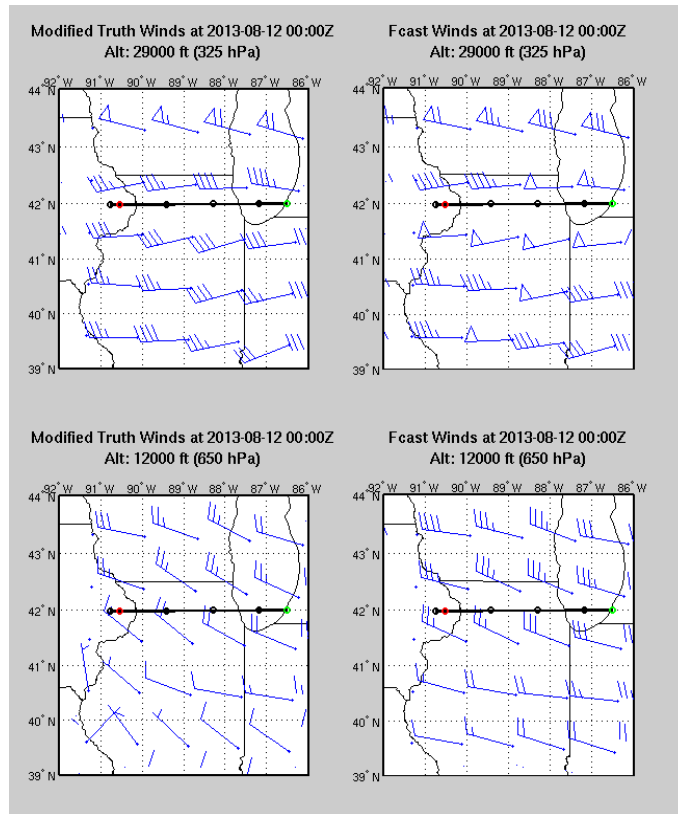 Modified Truth Winds at 2013-08-12 00:00Z
Alt: 29000 ft (325 hPa)
92° W 91° 90° 89° 88° 87° 86° W
44° N
43° N
42° N
41° N
40° N
39° N
Fcast Winds at 2013-08-12 00:00Z
Alt: 29000 ft (325 hPa)
92° W 91° 90° 89° 88° 87° 86° W
44° N
43° N
42° N
41° N
40° N
39° N
Modified Truth Winds at 2013-08-12 00:00Z
Alt: 12000 ft (650 hPa)
92° W 91° 90° 89° 88° 87° 86° W
44° N
43° N
42° N
41° N
40° N
39° N
Fcast Winds at 2013-08-12 00:00Z
Alt: 12000 ft (650 hPa)
92° W 91° 90° 89° 88° 87° 86° W
44° N
43° N
42° N
41° N
40° N
39° N